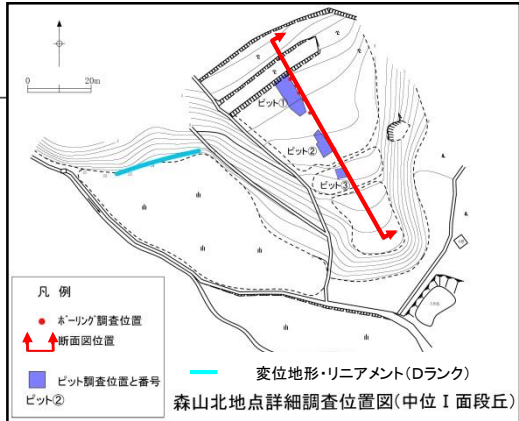 0
20m
ピット①
ピット②
ピット③
凡 例
ボーリング調査位置
断面図位置
ピット調査位置と番号
ピット②
変位地形・リニアメント(Dランク)
森山北地点詳細調査位置図(中位Ⅰ面段丘)